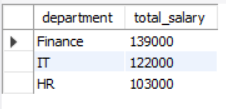 department total_salary
Finance 139000
IT 122000
HR 103000